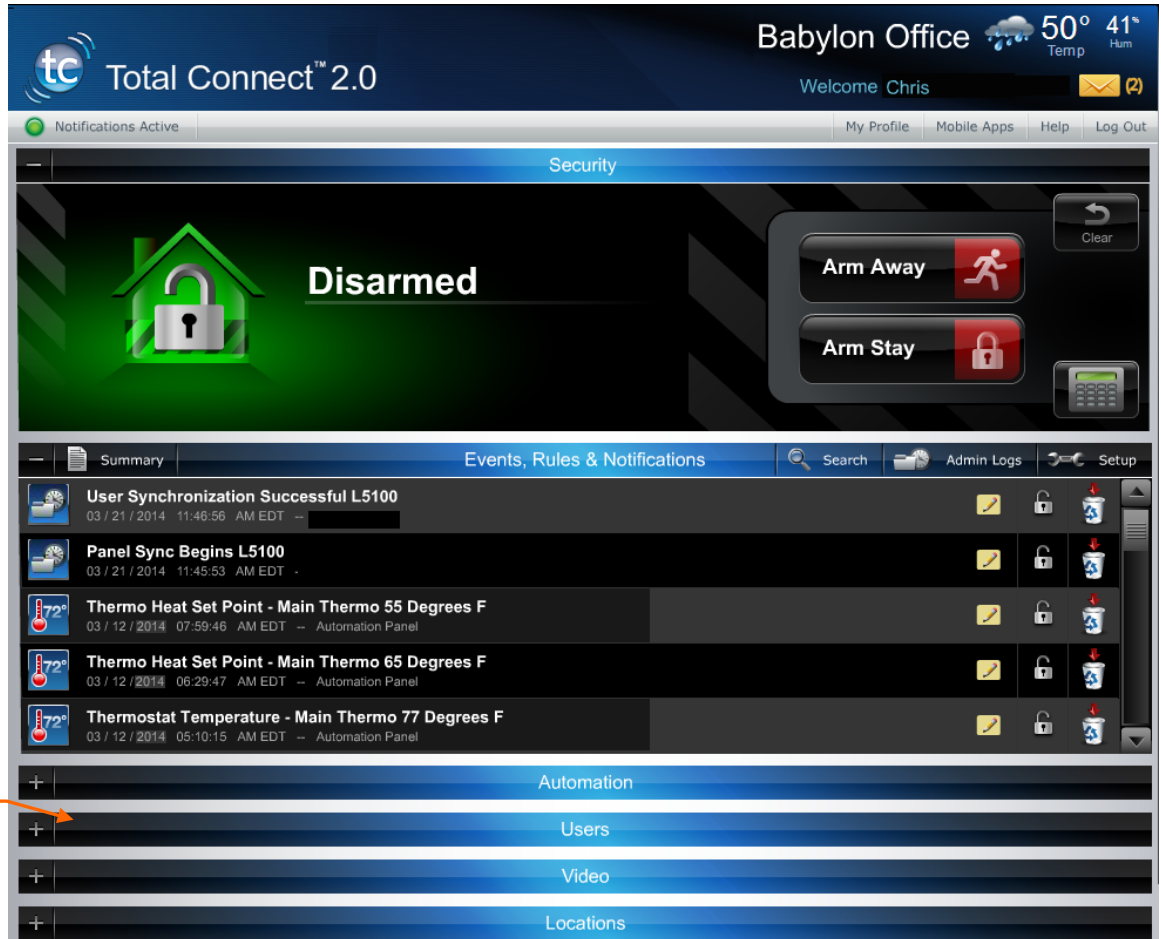 Babylon Office 50° 41%
Temp Hum
tc Total Connect™ 2.0
Welcome Chris (2)
Notifications Active My Profile Mobile Apps Help Log Out
Security
Clear
Disarmed
Arm Away
Arm Stay
Summary Events, Rules & Notifications Search Admin Logs Setup
User Synchronization Successful L5100
03 / 21 / 2014 11:46:56 AM EDT --
Panel Sync Begins L5100
03 / 21 / 2014 11:45:53 AM EDT -
72° Thermo Heat Set Point - Main Thermo 55 Degrees F
03 / 12 / 2014 07:59:46 AM EDT -- Automation Panel
72° Thermo Heat Set Point - Main Thermo 65 Degrees F
03 / 12 / 2014 06:29:47 AM EDT -- Automation Panel
72° Thermostat Temperature - Main Thermo 77 Degrees F
03 / 12 / 2014 05:10:15 AM EDT -- Automation Panel
Automation
Users
Video
Locations